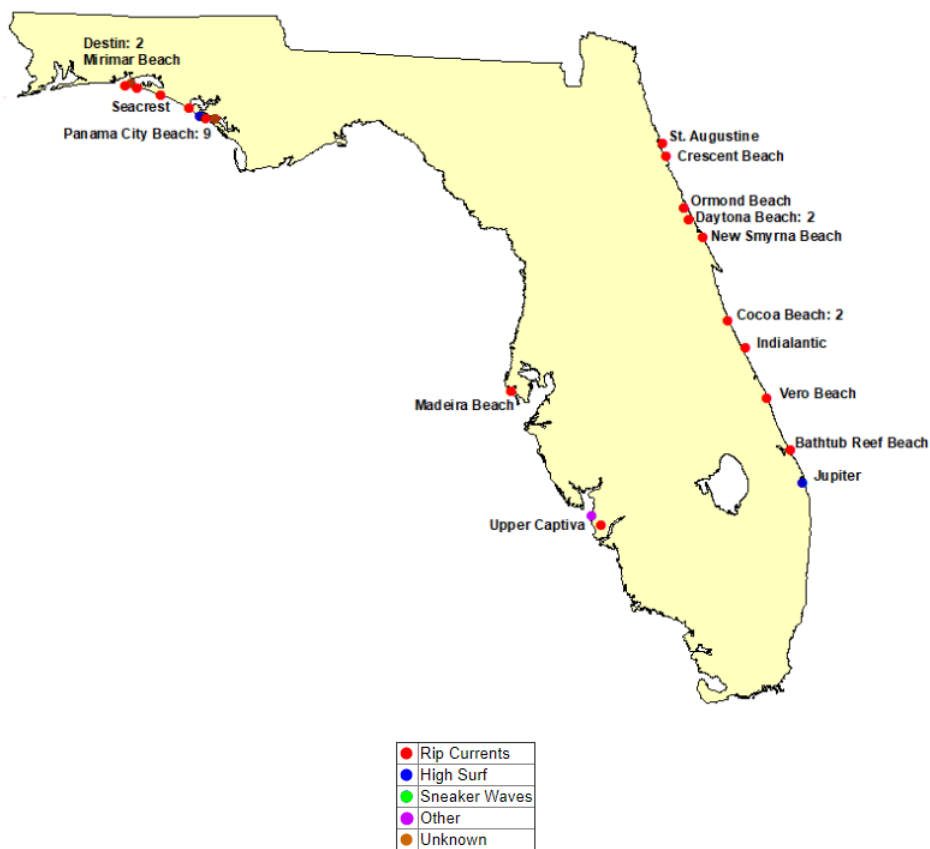 Destin: 2
Mirimar Beach
Seacrest
Panama City Beach: 9
St. Augustine
Crescent Beach
Ormond Beach
Daytona Beach: 2
New Smyrna Beach
Cocoa Beach: 2
Indialantic
Vero Beach
Madeira Beach
Bathtub Reef Beach
Jupiter
Upper Captiva
Rip Currents
High Surf
Sneaker Waves
Other
Unknown